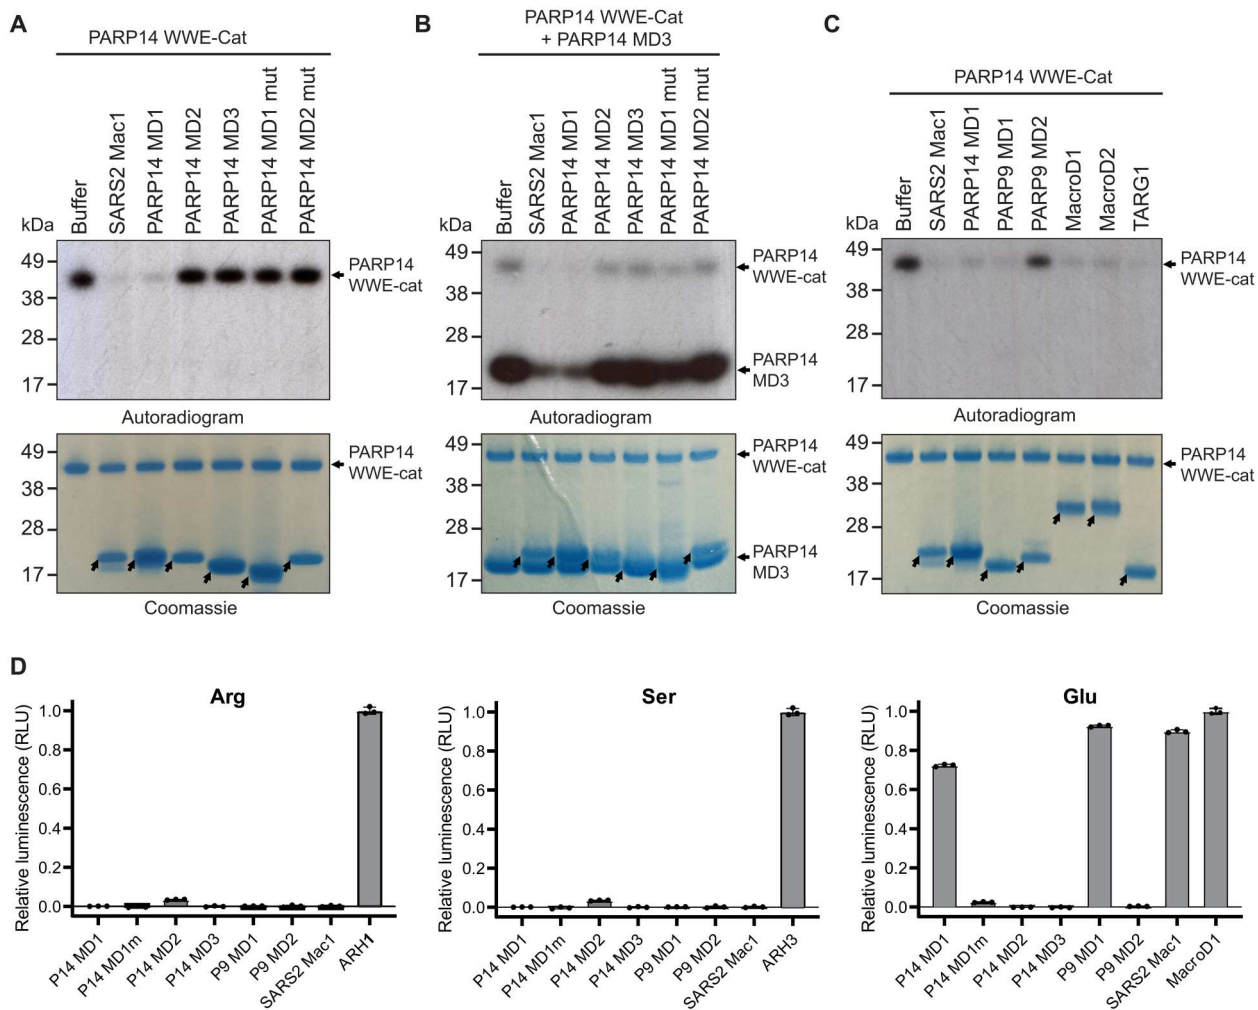 A
PARP14 WWE-Cat
Buffer
SARS2 Mac1
PARP14 MD1
PARP14 MD2
PARP14 MD3
PARP14 MD1 mut
PARP14 MD2 mut
kDa
49
38
28
17
PARP14
WWE-cat
Autoradiogram
49
38
28
17
PARP14
WWE-cat
Coomassie
B
PARP14 WWE-Cat
+ PARP14 MD3
Buffer
SARS2 Mac1
PARP14 MD1
PARP14 MD2
PARP14 MD3
PARP14 MD1 mut
PARP14 MD2 mut
kDa
49
38
28
17
PARP14
WWE-cat
PARP14
MD3
Autoradiogram
49
38
28
17
PARP14
WWE-cat
PARP14
MD3
Coomassie
C
PARP14 WWE-Cat
Buffer
SARS2 Mac1
PARP14 MD1
PARP9 MD1
PARP9 MD2
MacroD1
MacroD2
TARG1
kDa
49
38
28
17
PARP14
WWE-cat
Autoradiogram
49
38
28
17
PARP14
WWE-cat
Coomassie
D
Arg
Relative luminescence (RLU)
1.0
0.8
0.6
0.4
0.2
0.0
P14 MD1
P14 MD1m
P14 MD2
P14 MD3
P9 MD1
P9 MD2
SARS2 Mac1
ARH1
Ser
Relative luminescence (RLU)
1.0
0.8
0.6
0.4
0.2
0.0
P14 MD1
P14 MD1m
P14 MD2
P14 MD3
P9 MD1
P9 MD2
SARS2 Mac1
ARH3
Glu
Relative luminescence (RLU)
1.0
0.8
0.6
0.4
0.2
0.0
P14 MD1
P14 MD1m
P14 MD2
P14 MD3
P9 MD1
P9 MD2
SARS2 Mac1
MacroD1